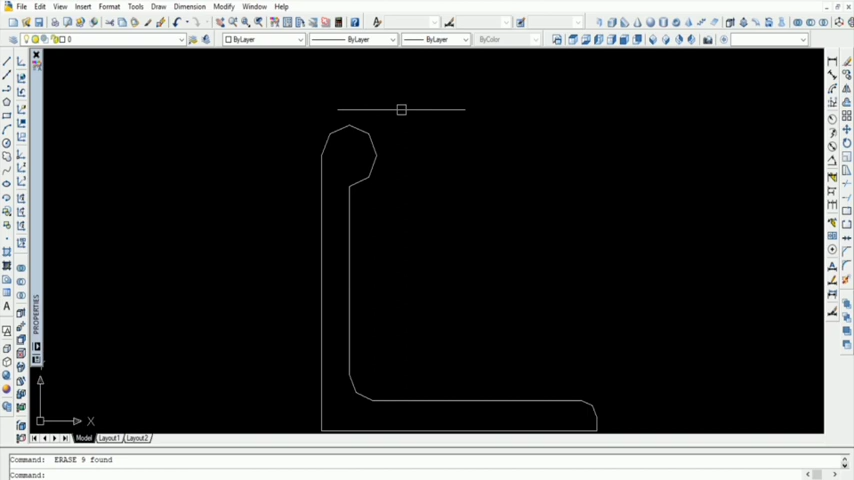 File Edit View Insert Format Tools Draw Dimension Modify Window Help
0 ByLayer ByLayer ByLayer ByColor
PROPERTIES
X
Model Layout1 Layout2
Command: ERASE 9 found
Command: